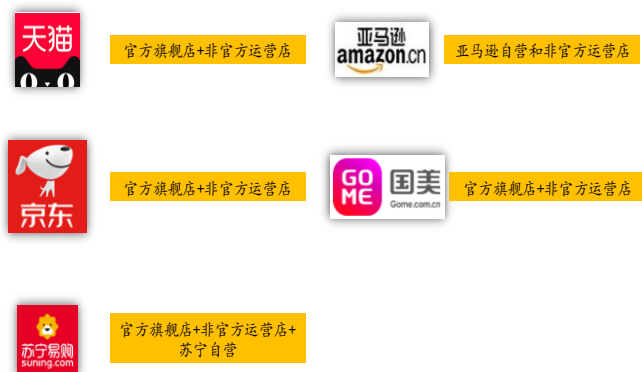 天猫
官方旗舰店+非官方运营店
亚马逊
amazon.cn
亚马逊自营和非官方运营店
京东
官方旗舰店+非官方运营店
GO
ME
国美
Gome.com.cn
官方旗舰店+非官方运营店
苏宁易购
suning.com
官方旗舰店+非官方运营店+
苏宁自营